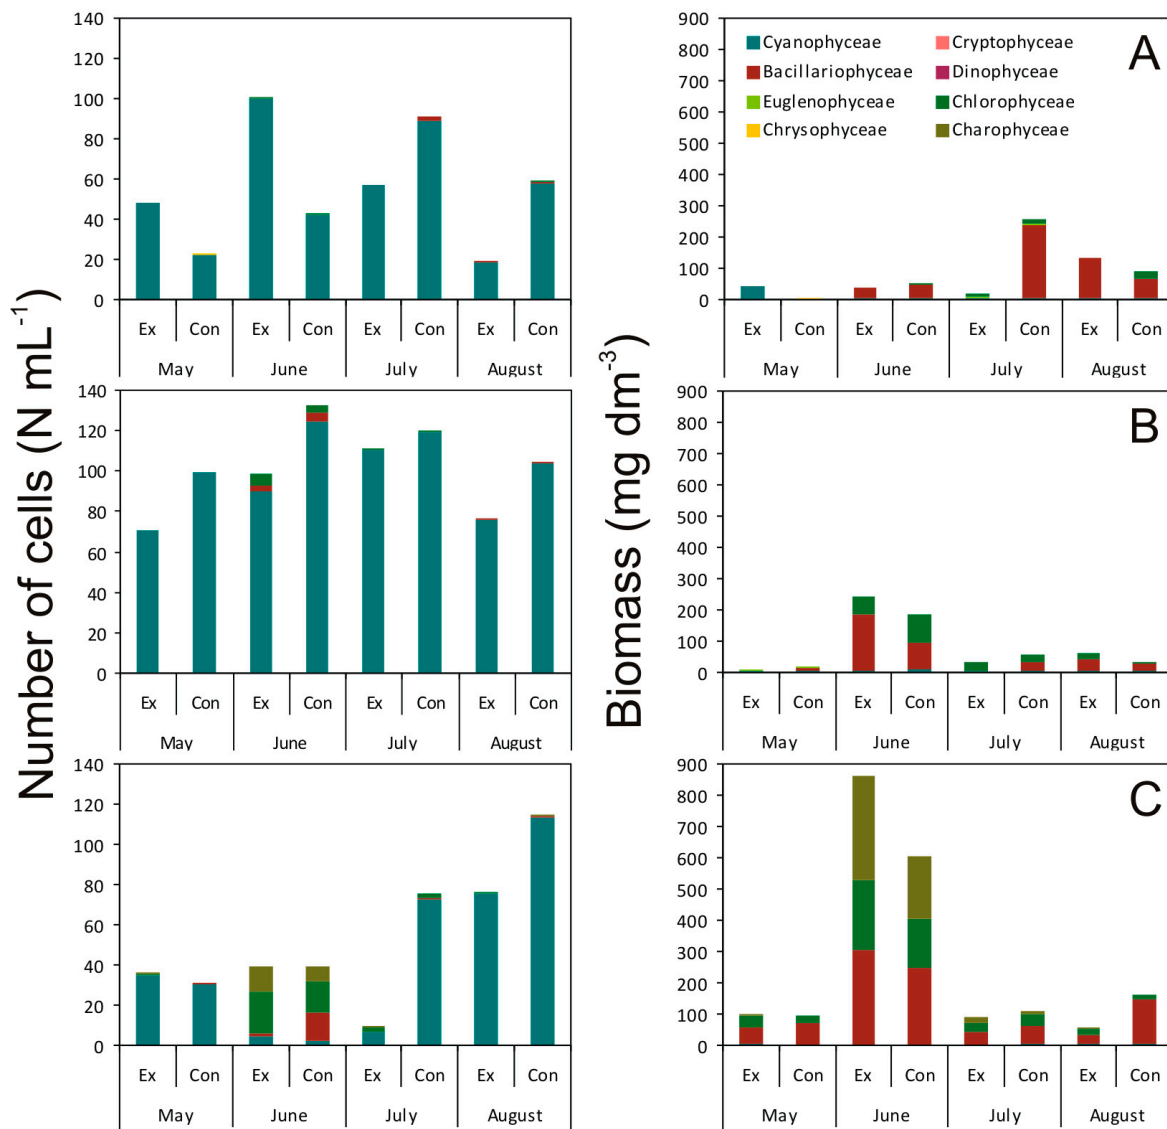 Number of cells (N mL⁻¹)
Biomass (mg dm⁻³)
140
120
100
80
60
40
20
0
Ex Con Ex Con Ex Con Ex Con
May June July August
900
800
700
600
500
400
300
200
100
0
Cyanophyceae Cryptophyceae
Bacillariophyceae Dinophyceae
Euglenophyceae Chlorophyceae
Chrysophyceae Charophyceae
A
Ex Con Ex Con Ex Con Ex Con
May June July August
140
120
100
80
60
40
20
0
Ex Con Ex Con Ex Con Ex Con
May June July August
900
800
700
600
500
400
300
200
100
0
B
Ex Con Ex Con Ex Con Ex Con
May June July August
140
120
100
80
60
40
20
0
Ex Con Ex Con Ex Con Ex Con
May June July August
900
800
700
600
500
400
300
200
100
0
C
Ex Con Ex Con Ex Con Ex Con
May June July August